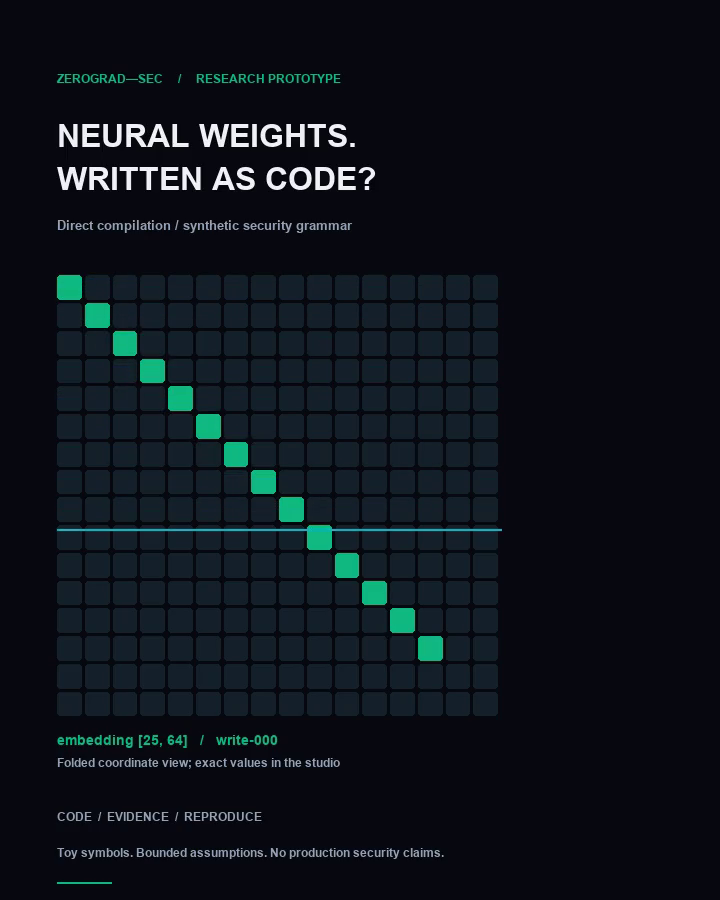 ZEROGRAD—SEC / RESEARCH PROTOTYPE
NEURAL WEIGHTS.
WRITTEN AS CODE?
Direct compilation / synthetic security grammar
embedding [25, 64] / write-000
Folded coordinate view; exact values in the studio
CODE / EVIDENCE / REPRODUCE
Toy symbols. Bounded assumptions. No production security claims.